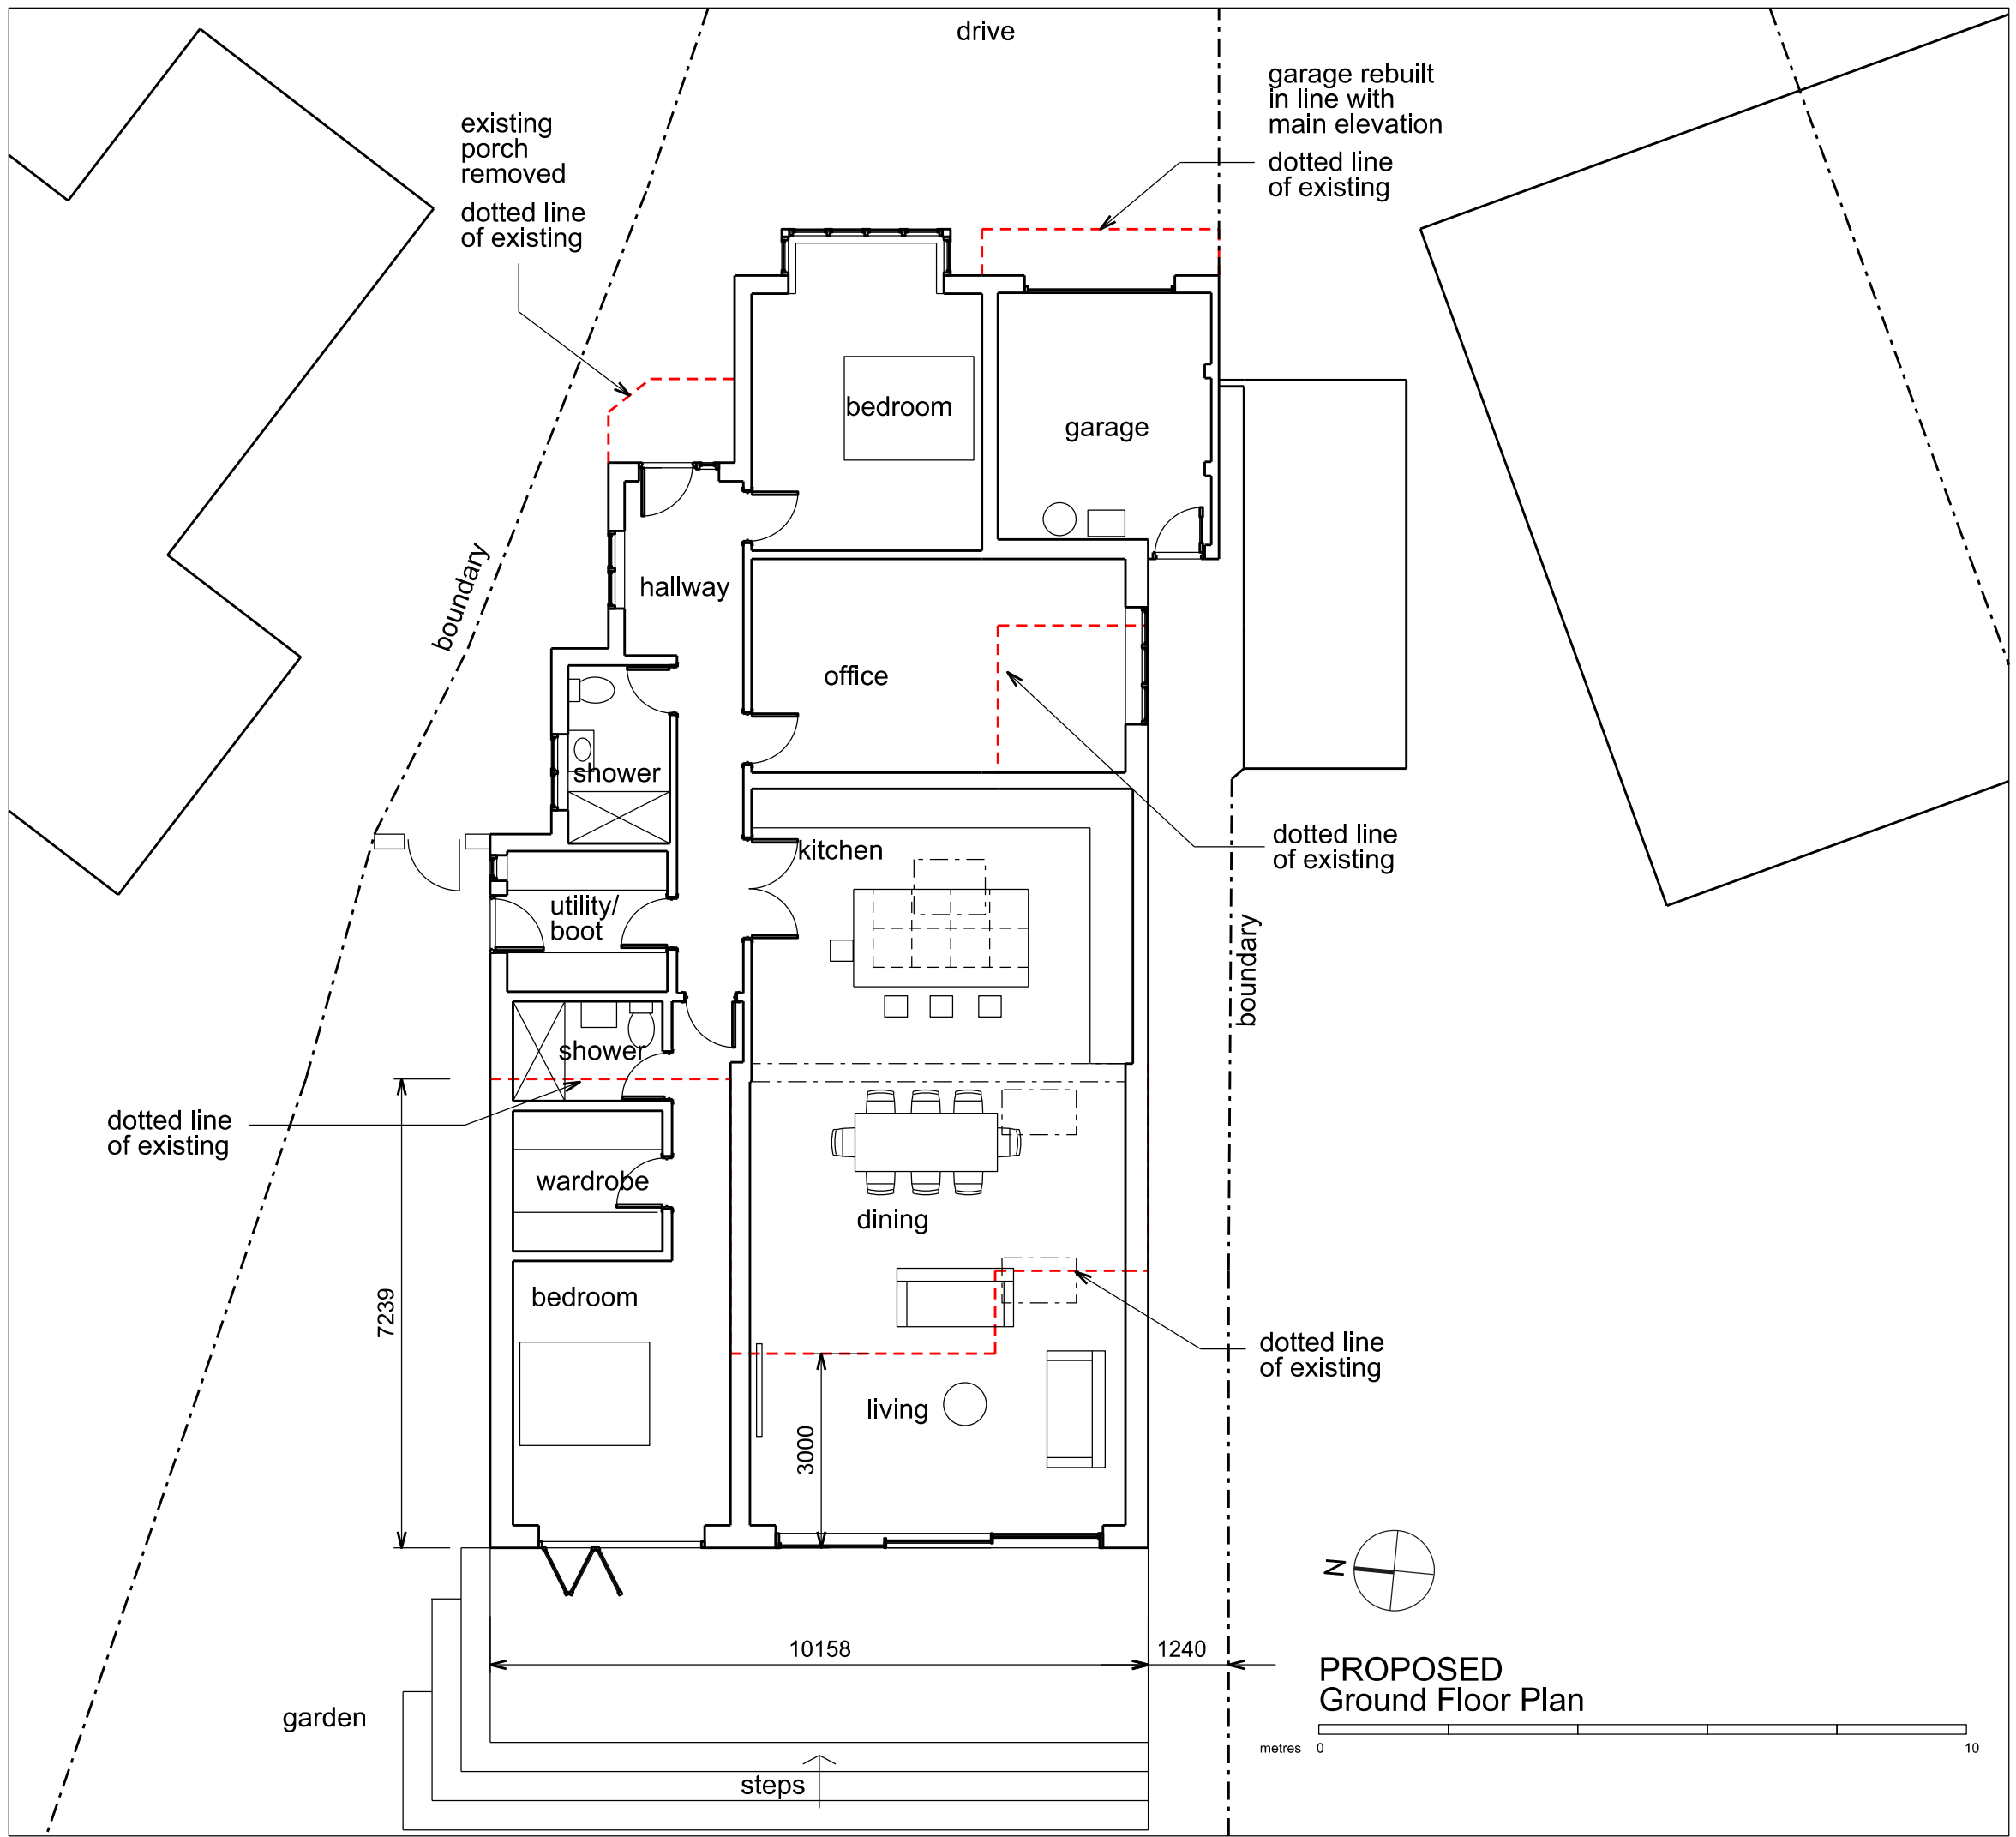 drive
garage rebuilt
in line with
main elevation
dotted line
of existing
existing
porch
removed
dotted line
of existing
bedroom
garage
boundary
hallway
office
shower
dotted line
of existing
kitchen
utility/
boot
boundary
shower
dotted line
of existing
wardrobe
dining
bedroom
7239
dotted line
of existing
living
3000
N
10158
1240
PROPOSED
Ground Floor Plan
garden
metres 0 10
steps